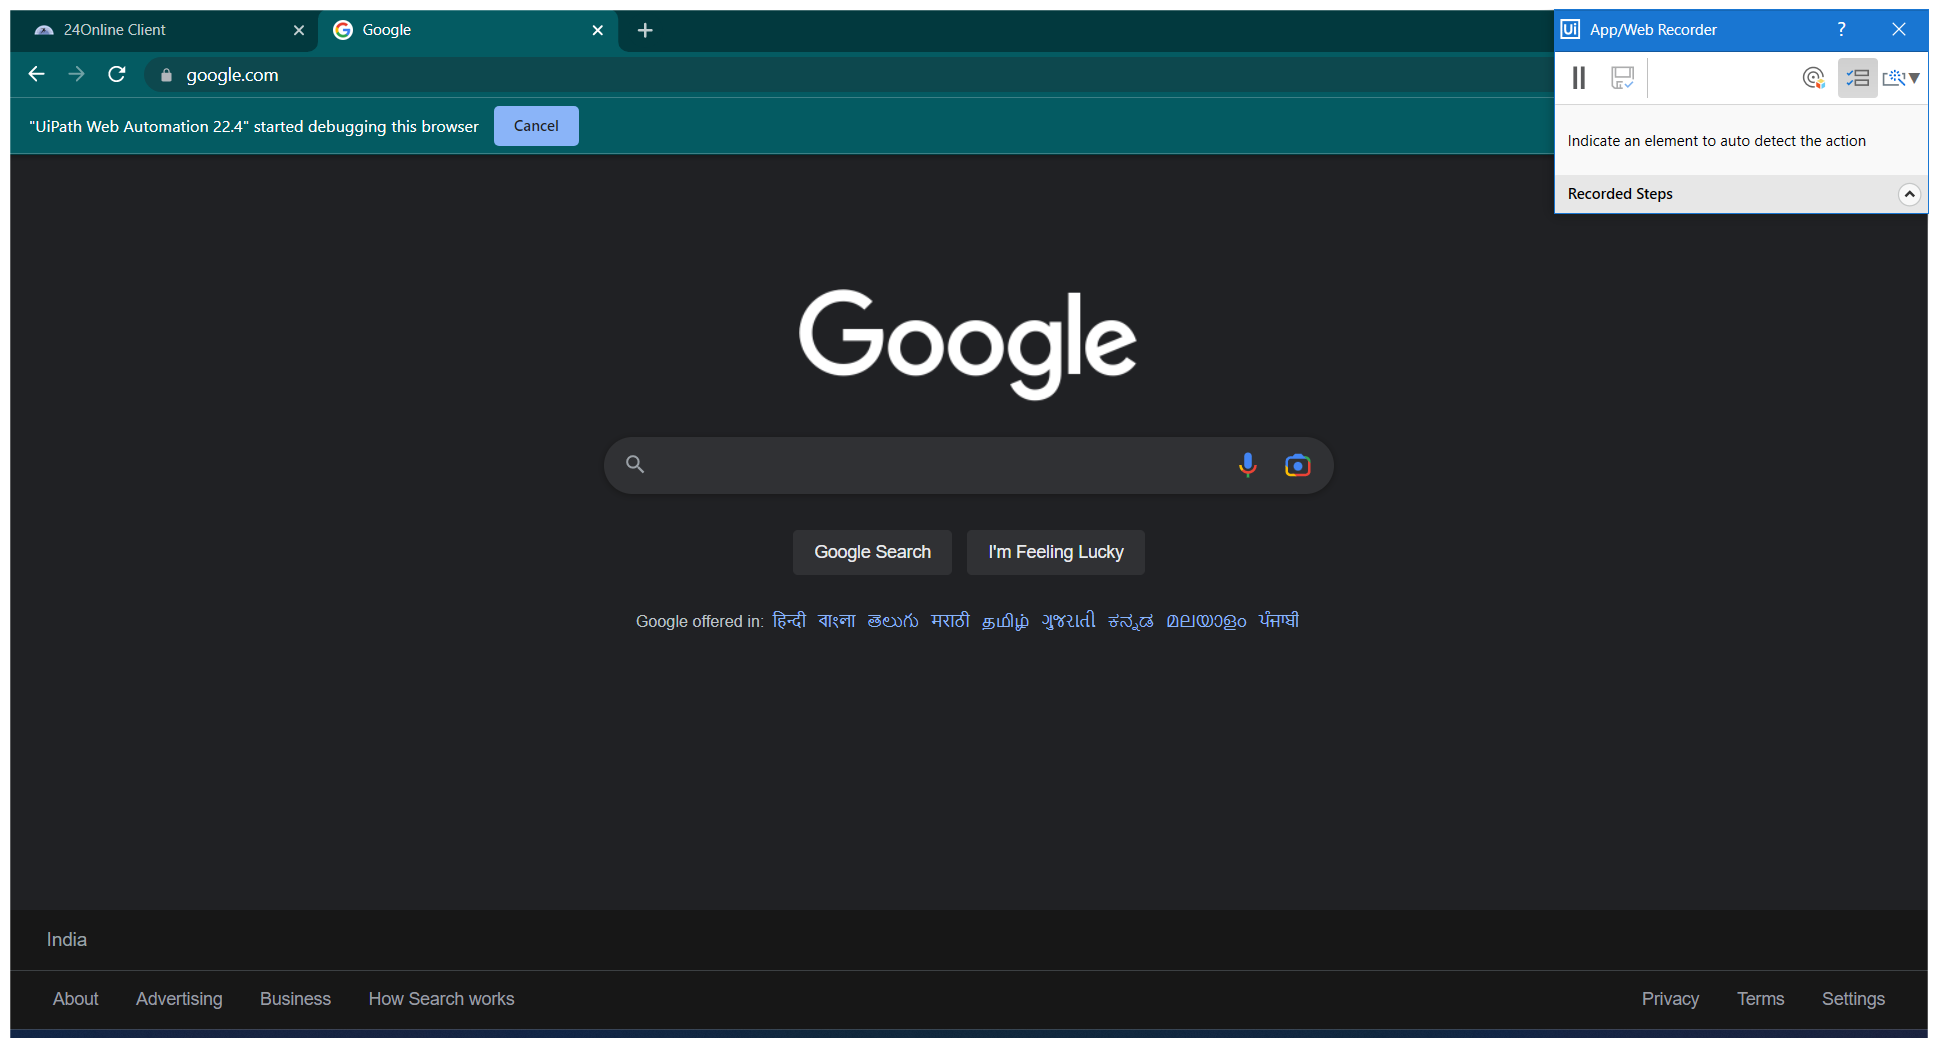 24Online Client
Google
google.com
"UiPath Web Automation 22.4" started debugging this browser Cancel
Ui App/Web Recorder ?
Indicate an element to auto detect the action
Recorded Steps
Google
Google Search I'm Feeling Lucky
Google offered in: हिन्दी বাংলা తెలుగు मराठी தமிழ் ગુજરાતી ಕನ್ನಡ മലയാളം ਪੰਜਾਬੀ
India
About Advertising Business How Search works Privacy Terms Settings